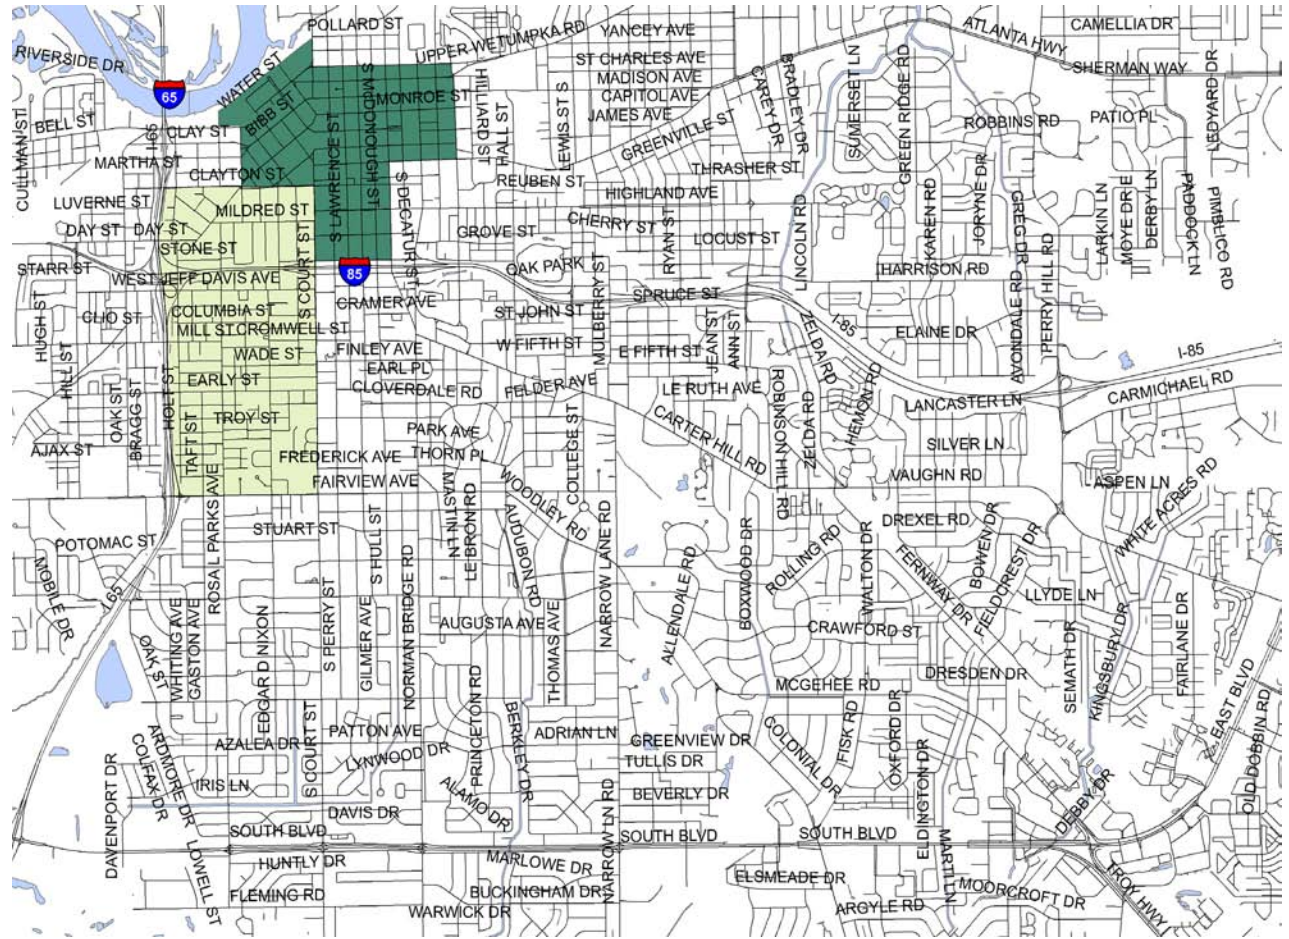 POLLARD ST
UPPER WETUMPKA RD
YANCEY AVE
ATLANTA HWY
CAMELLIA DR
RIVERSIDE DR
WATER ST
ST CHARLES AVE
MADISON AVE
CAPITOL AVE
JAMES AVE
CAREY DR
BRADLEY DR
SOMERSET LN
GREEN RIDGE RD
SHERMAN WAY
LEDYARD DR
65
BIBB ST
MONROE ST
S MCDONOUGH ST
S LAWRENCE ST
HILLIARD ST
HALL ST
LEWIS ST S
GREENVILLE ST
ROBBINS RD
PATIO PL
CULLMAN ST
BELL ST
I-65
CLAY ST
MARTHA ST
CLAYTON ST
S DECATUR ST
REUBEN ST
THRASHER ST
HIGHLAND AVE
LUVERNE ST
MILDRED ST
DAY ST
DAY ST
STONE ST
S COURT ST
GROVE ST
CHERRY ST
RYAN ST
LOCUST ST
LINCOLN RD
KAREN RD
JORYNE DR
GREG DR
AVONDALE RD
PERRY HILL RD
LARKIN LN
MOYE DR E
DERBY LN
PADDOCK LN
PIMBLICO RD
STARR ST
WEST JEFF DAVIS AVE
85
OAK PARK
HARRISON RD
HUGH ST
CLIO ST
COLUMBIA ST
CRAMER AVE
ST JOHN ST
MULBERRY ST
SPRUCE ST
MILL ST
CROMWELL ST
I-85
ELAINE DR
HILL ST
WADE ST
FINLEY AVE
W FIFTH ST
E FIFTH ST
JEAN ST
ANN ST
ZELDA RD
I-85
EARL PL
EARLY ST
CLOVERDALE RD
FELDER AVE
LE RUTH AVE
ROBINSON HILL RD
ZELDA RD
HEMON RD
LANCASTER LN
CARMICHAEL RD
OAK ST
BRAGG ST
HOLT ST
TAFT ST
TROY ST
PARK AVE
COLLEGE ST
CARTER HILL RD
SILVER LN
AJAX ST
FREDERICK AVE
THORN PL
VAUGHN RD
ASPEN LN
ROSA L PARKS AVE
FAIRVIEW AVE
MASTIN LN
LE BRON RD
WOODLEY RD
AUDUBON RD
WHITE ACRES RD
STUART ST
S HULL ST
DREXEL RD
BOWEN DR
FIELDCREST DR
POTOMAC ST
MOBILE DR
I 65
NORMAN BRIDGE RD
NARROW LANE RD
ALLENDALE RD
BOXWOOD DR
ROLLING RD
WALTON DR
FERNWAY DR
LLYDE LN
WHITING AVE
GASTON AVE
EDGAR D NIXON
S PERRY ST
GILMER AVE
AUGUSTA AVE
THOMAS AVE
CRAWFORD ST
SEMATH DR
KINGSBURY DR
FAIRLANE DR
OAK ST
PRINCETON RD
BERKLEY DR
MCGEHEE RD
DRESDEN DR
EAST BLVD
OLD DOBBIN RD
ARDMORE DR
COLFAX DR
AZALEA DR
S COURT ST
PATTON AVE
LYNWOOD DR
ADRIAN LN
GREENVIEW DR
COLONIAL DR
FISK RD
OXFORD DR
ELDINGTON DR
TULLIS DR
DAVENPORT DR
IRIS LN
ALAMO DR
BEVERLY DR
DEBBY DR
DAVIS DR
SOUTH BLVD
NARROW LN RD
SOUTH BLVD
SOUTH BLVD
LOWELL ST
HUNTLY DR
MARLOWE DR
ELSMEADE DR
MARTI LN
MOORCROFT DR
TROY HWY
FLEMING RD
BUCKINGHAM DR
WARWICK DR
ARGYLE RD